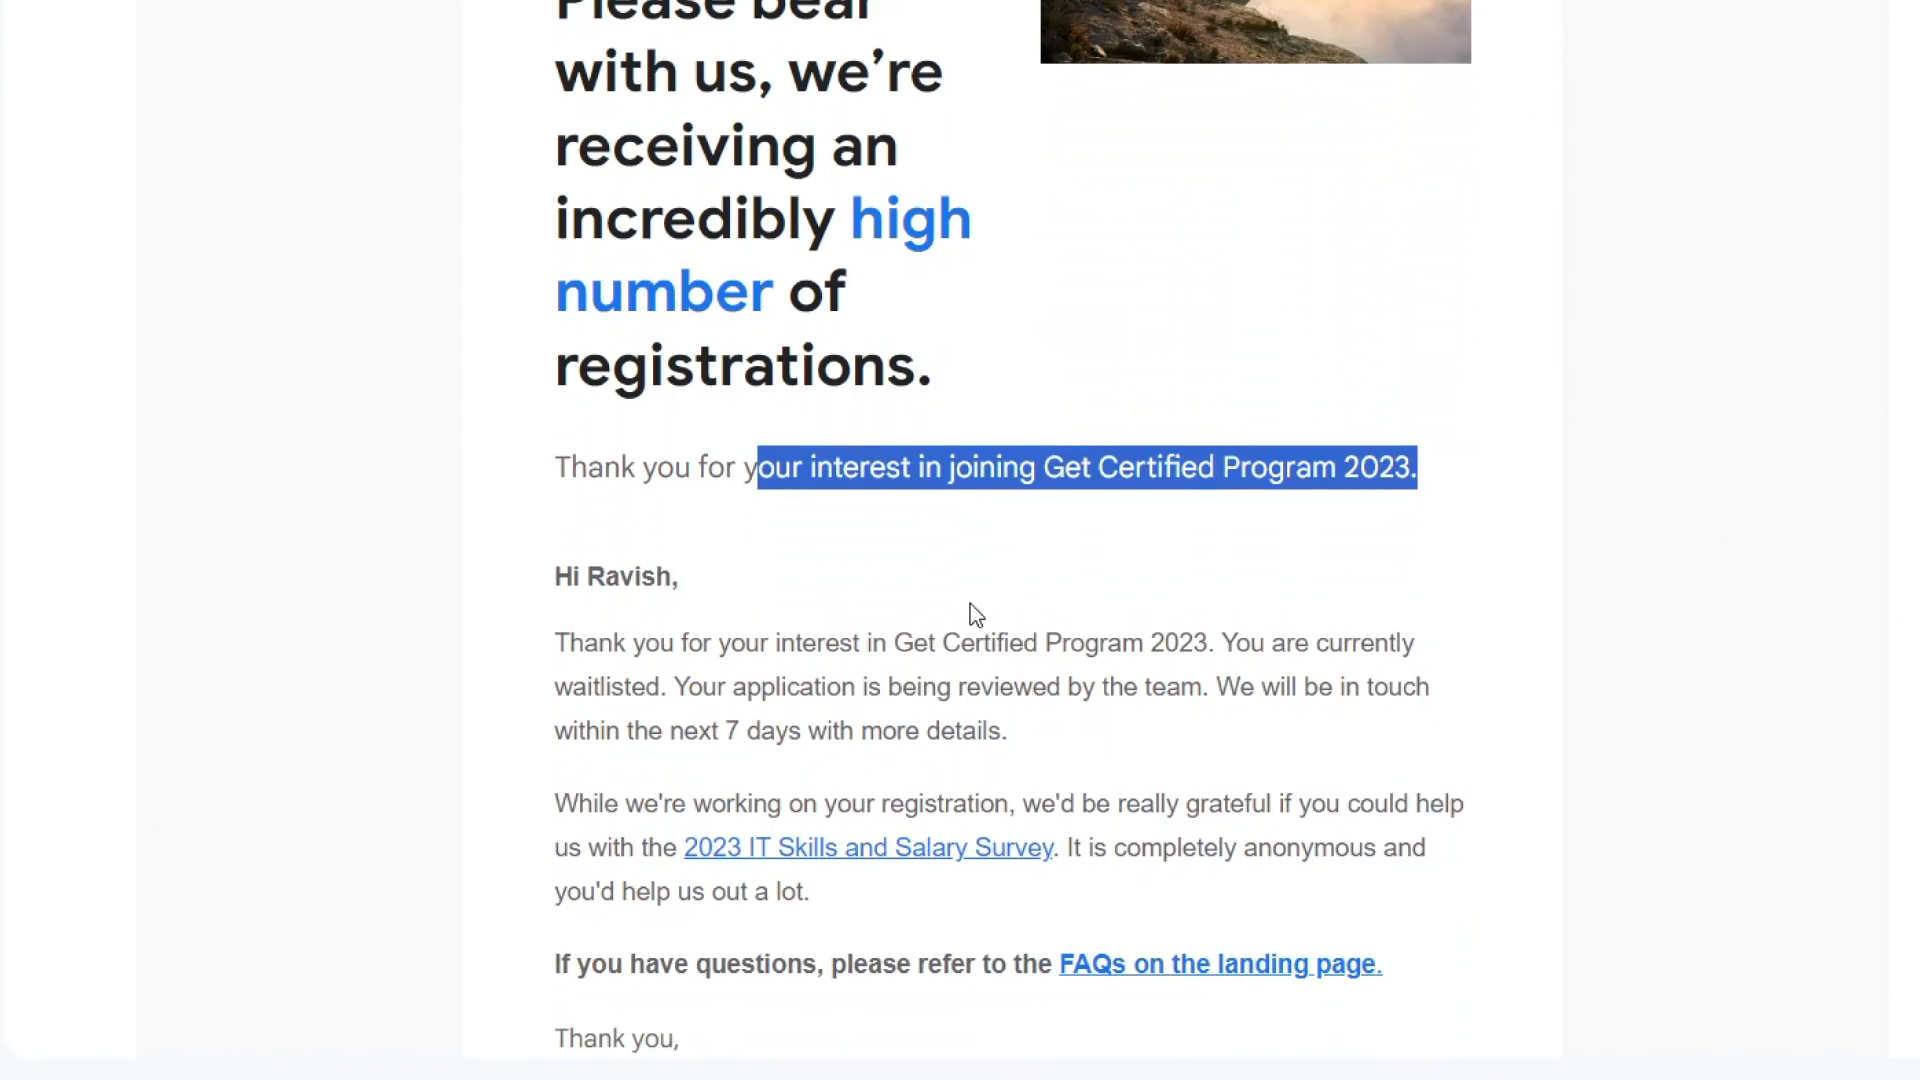 Please bear
with us, we’re
receiving an
incredibly high
number of
registrations.
Thank you for your interest in joining Get Certified Program 2023.
Hi Ravish,
Thank you for your interest in Get Certified Program 2023. You are currently
waitlisted. Your application is being reviewed by the team. We will be in touch
within the next 7 days with more details.
While we're working on your registration, we'd be really grateful if you could help
us with the 2023 IT Skills and Salary Survey. It is completely anonymous and
you'd help us out a lot.
If you have questions, please refer to the FAQs on the landing page.
Thank you,